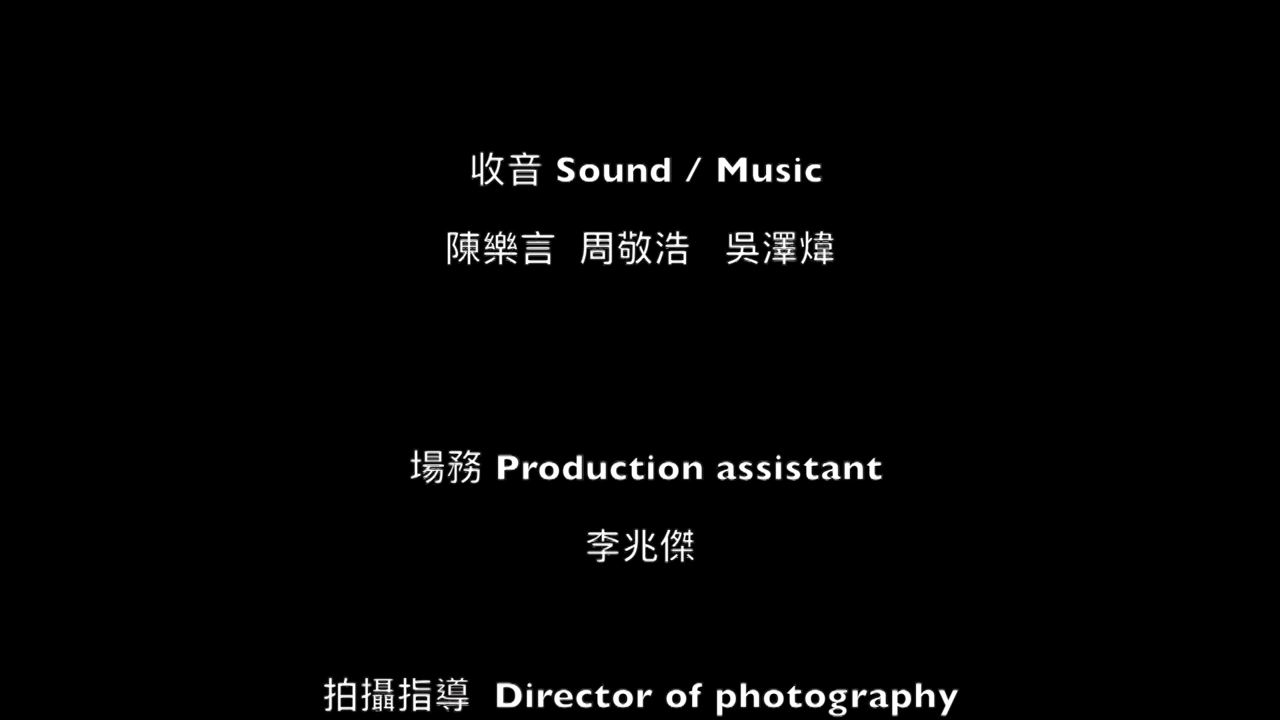 收音 Sound / Music
陳樂言 周敬浩 吳澤煒
場務 Production assistant
李兆傑
拍攝指導 Director of photography